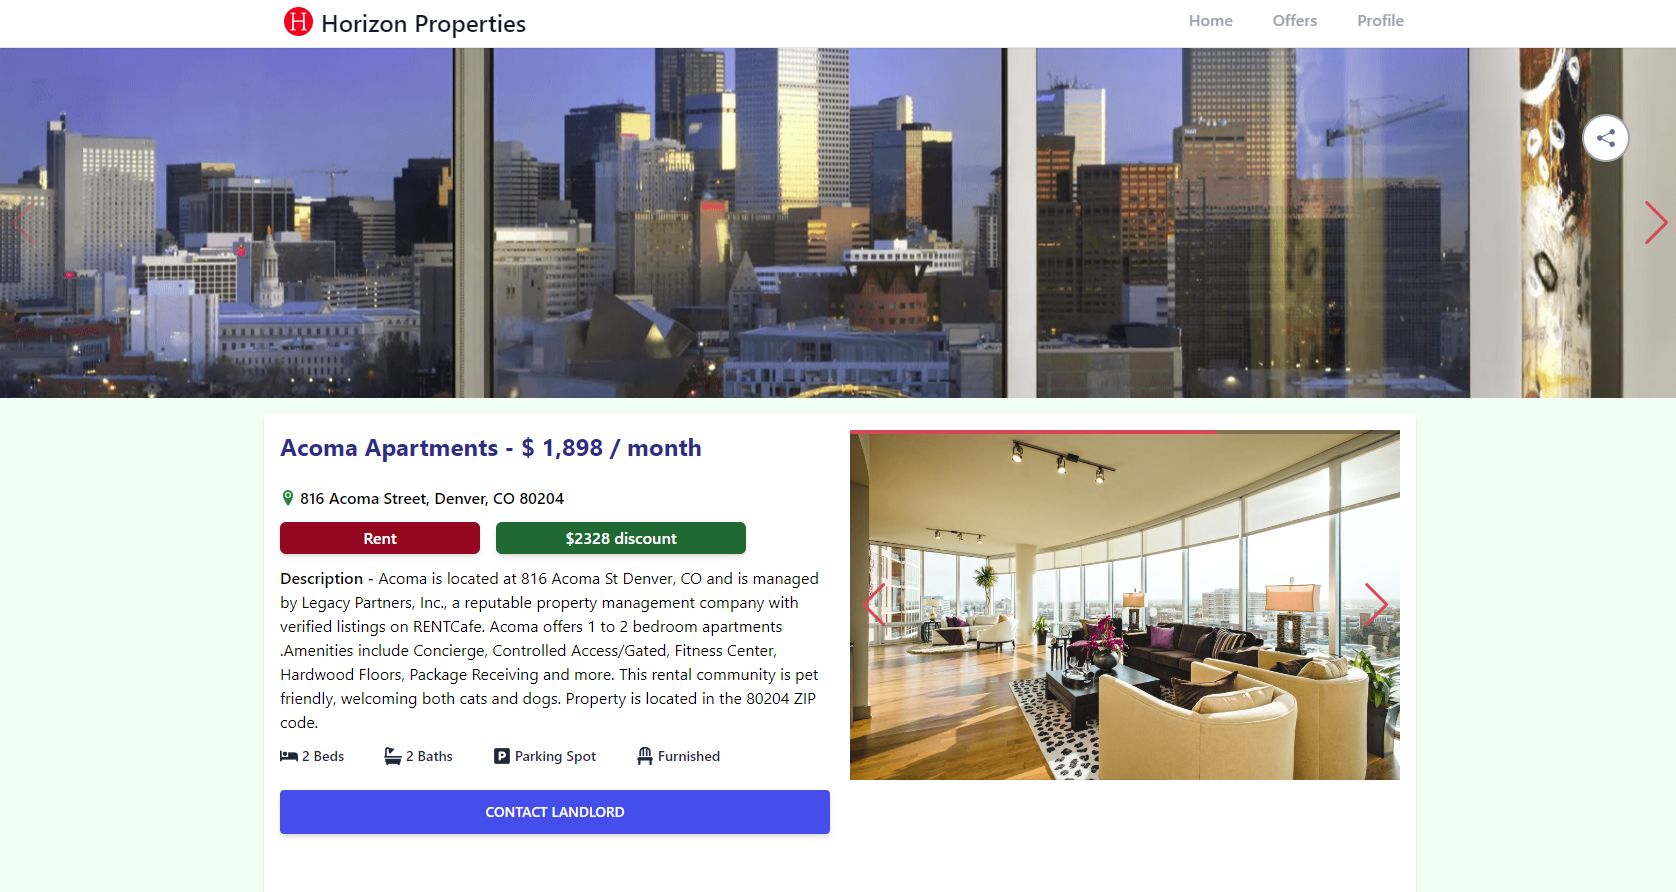 H Horizon Properties
Home Offers Profile
Acoma Apartments - $ 1,898 / month
816 Acoma Street, Denver, CO 80204
Rent
$2328 discount
Description - Acoma is located at 816 Acoma St Denver, CO and is managed
by Legacy Partners, Inc., a reputable property management company with
verified listings on RENTCafe. Acoma offers 1 to 2 bedroom apartments
.Amenities include Concierge, Controlled Access/Gated, Fitness Center,
Hardwood Floors, Package Receiving and more. This rental community is pet
friendly, welcoming both cats and dogs. Property is located in the 80204 ZIP
code.
2 Beds
2 Baths
P Parking Spot
Furnished
CONTACT LANDLORD